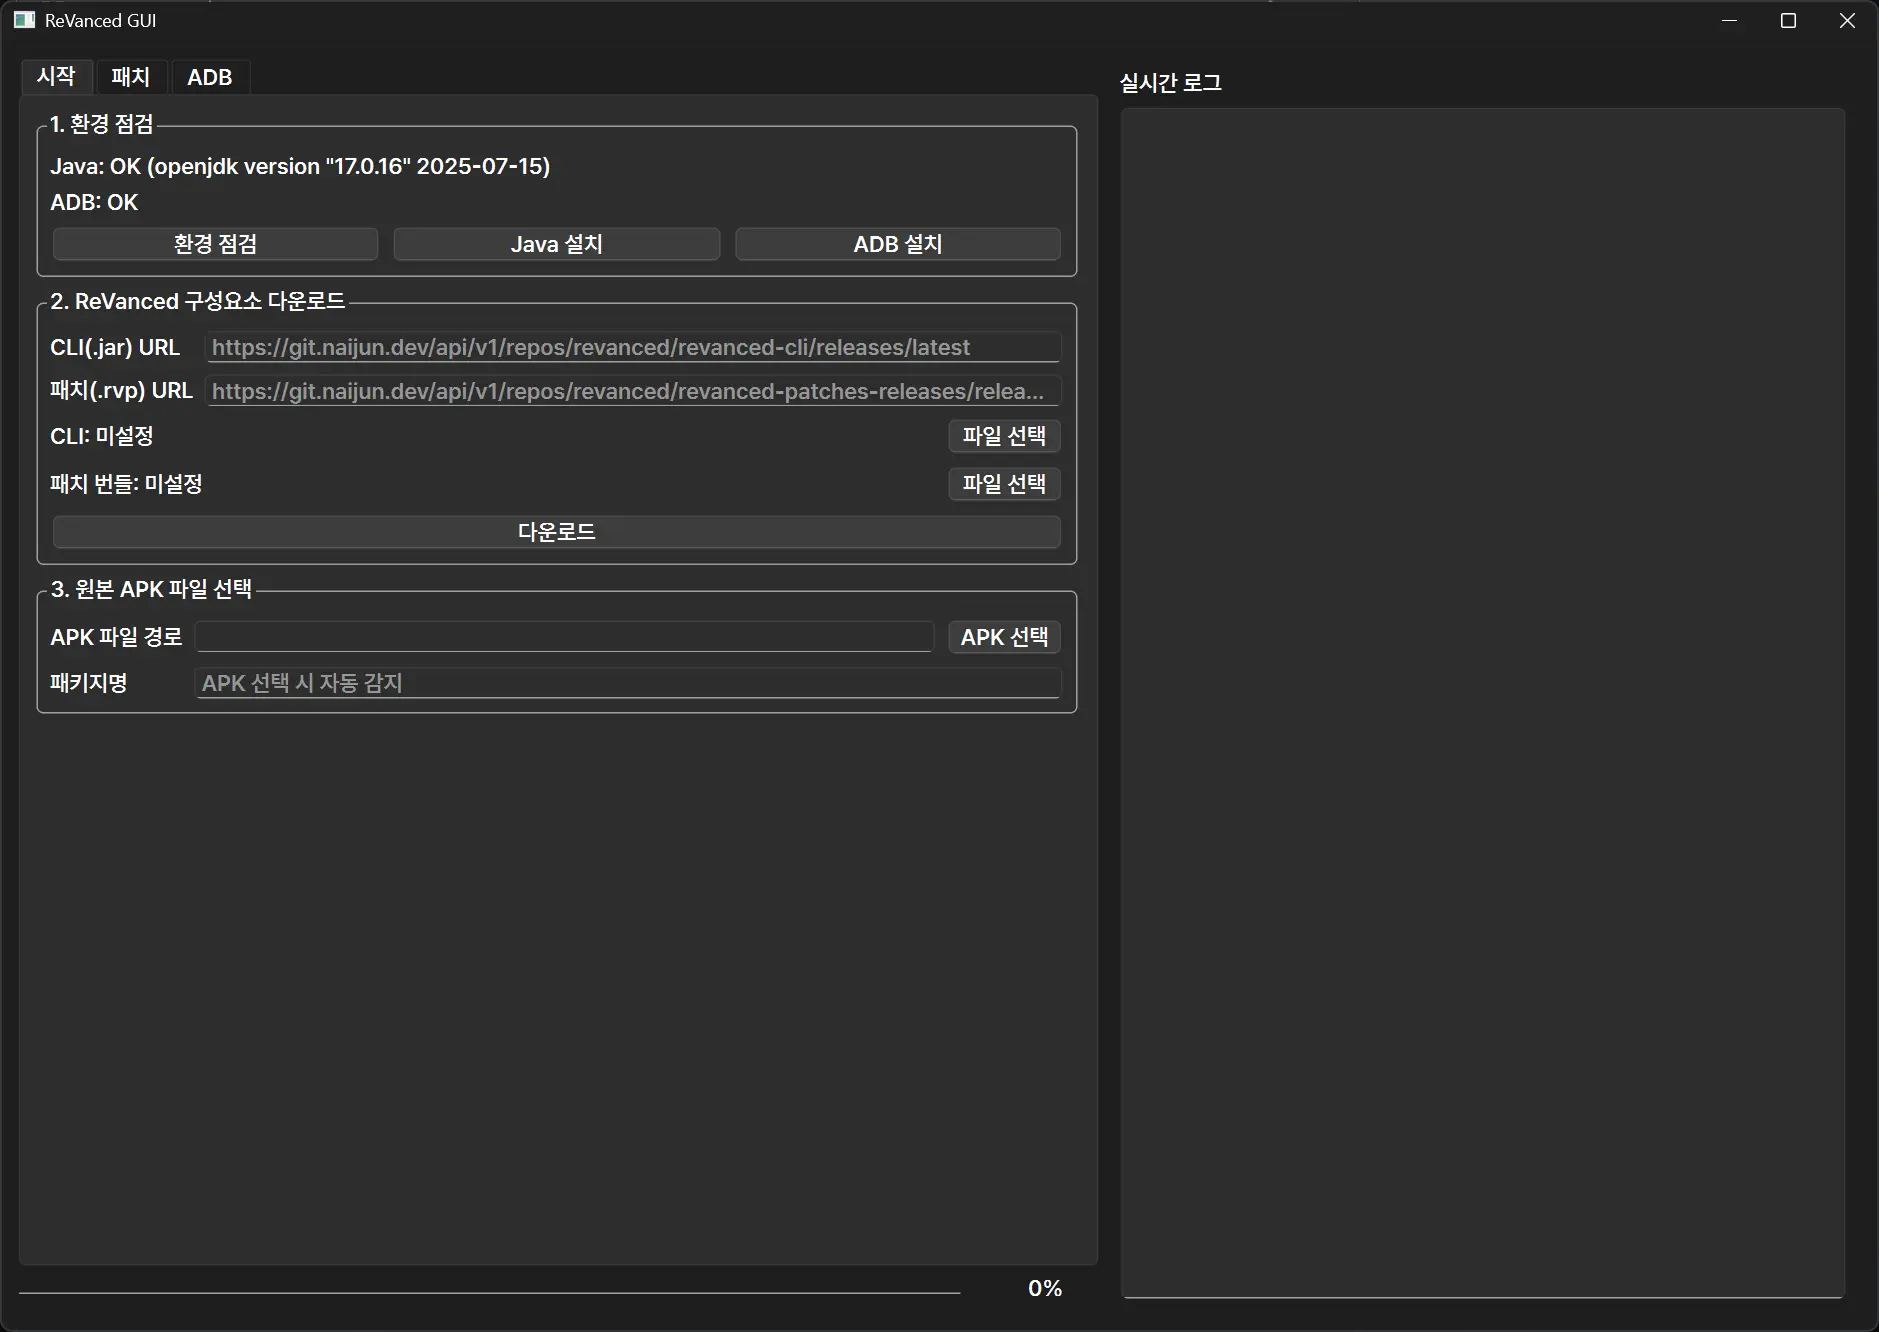 ReVanced GUI
시작 패치 ADB
1. 환경 점검
Java: OK (openjdk version "17.0.16" 2025-07-15)
ADB: OK
환경 점검 Java 설치 ADB 설치
2. ReVanced 구성요소 다운로드
CLI(.jar) URL https://git.naijun.dev/api/v1/repos/revanced/revanced-cli/releases/latest
패치(.rvp) URL https://git.naijun.dev/api/v1/repos/revanced/revanced-patches-releases/relea...
CLI: 미설정 파일 선택
패치 번들: 미설정 파일 선택
다운로드
3. 원본 APK 파일 선택
APK 파일 경로 APK 선택
패키지명 APK 선택 시 자동 감지
0%
실시간 로그